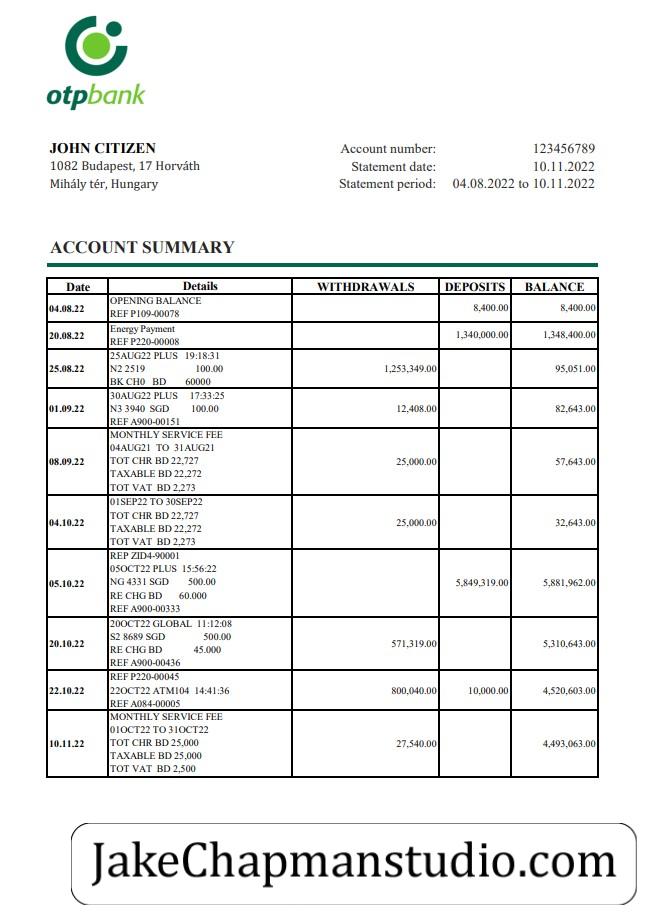 otpbank
JOHN CITIZEN
1082 Budapest, 17 Horváth
Mihály tér, Hungary
Account number: 123456789
Statement date: 10.11.2022
Statement period: 04.08.2022 to 10.11.2022
ACCOUNT SUMMARY
Date Details WITHDRAWALS DEPOSITS BALANCE
04.08.22 OPENING BALANCE 8,400.00 8,400.00
REF P109-00078
20.08.22 Energy Payment 1,340,000.00 1,348,400.00
REF P220-00008
25AUG22 PLUS 19:18:31
25.08.22 N2 2519 100.00 1,253,349.00 95,051.00
BK CH0 BD 60000
30AUG22 PLUS 17:33:25
01.09.22 N3 3940 SGD 100.00 12,408.00 82,643.00
REF A900-00151
MONTHLY SERVICE FEE
04AUG21 TO 31AUG21
08.09.22 TOT CHR BD 22,727 25,000.00 57,643.00
TAXABLE BD 22,272
TOT VAT BD 2,273
01SEP22 TO 30SEP22
04.10.22 TOT CHR BD 22,727 25,000.00 32,643.00
TAXABLE BD 22,272
TOT VAT BD 2,273
REP ZID4-90001
05OCT22 PLUS 15:56:22
05.10.22 NG 4331 SGD 500.00 5,849,319.00 5,881,962.00
RE CHG BD 60.000
REF A900-00333
20OCT22 GLOBAL 11:12:08
20.10.22 S2 8689 SGD 500.00 571,319.00 5,310,643.00
RE CHG BD 45.000
REF A900-00436
REF P220-00045
22.10.22 22OCT22 ATM104 14:41:36 800,040.00 10,000.00 4,520,603.00
REF A084-00005
MONTHLY SERVICE FEE
01OCT22 TO 31OCT22
10.11.22 TOT CHR BD 25,000 27,540.00 4,493,063.00
TAXABLE BD 25,000
TOT VAT BD 2,500
JakeChapmanstudio.com